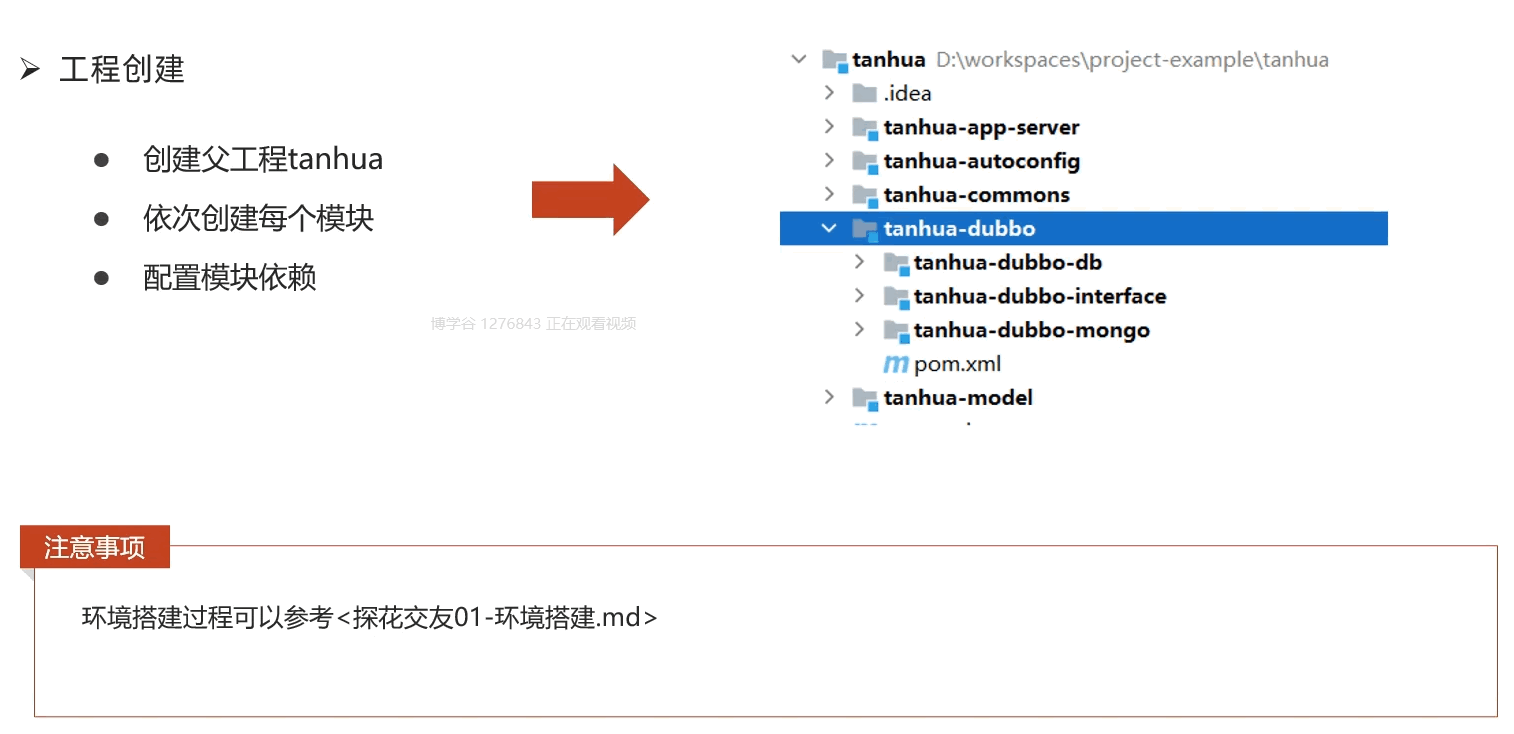 工程创建
创建父工程tanhua
依次创建每个模块
配置模块依赖
博学谷 1276843 正在观看视频
tanhua D:\workspaces\project-example\tanhua
.idea
tanhua-app-server
tanhua-autoconfig
tanhua-commons
tanhua-dubbo
tanhua-dubbo-db
tanhua-dubbo-interface
tanhua-dubbo-mongo
pom.xml
tanhua-model
注意事项
环境搭建过程可以参考<探花交友01-环境搭建.md>